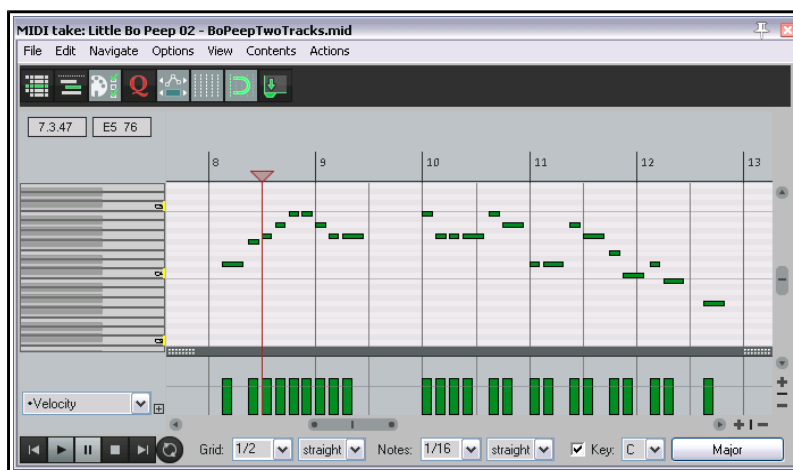 MIDI take: Little Bo Peep 02 - BoPeepTwoTracks.mid
File Edit Navigate Options View Contents Actions
Q
7.3.47 E5 76
8 9 10 11 12 13
•Velocity
Grid: 1/2 straight Notes: 1/16 straight Key: C Major